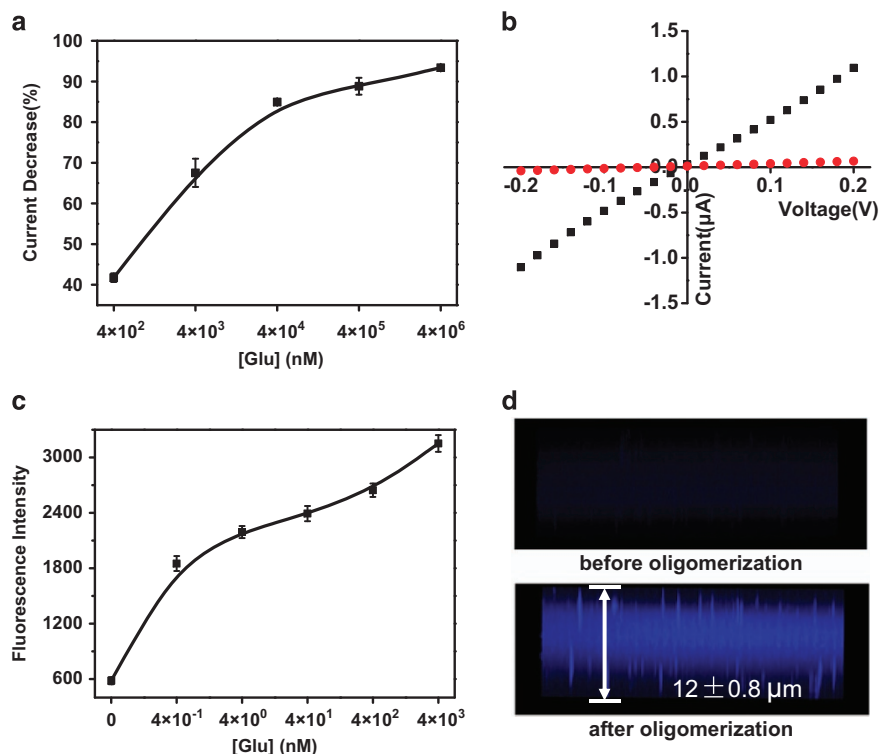 a
100
90
80
70
60
50
40
Current Decrease(%)
4×10² 4×10³ 4×10⁴ 4×10⁵ 4×10⁶
[Glu] (nM)
b
1.5
1.0
0.5
0.0
-0.5
-1.0
-1.5
-0.2 -0.1 0.0 0.1 0.2
Voltage(V)
Current(μA)
c
3000
2400
1800
1200
600
Fluorescence Intensity
0 4×10⁻¹ 4×10⁰ 4×10¹ 4×10² 4×10³
[Glu] (nM)
d
before oligomerization
12 ± 0.8 μm
after oligomerization